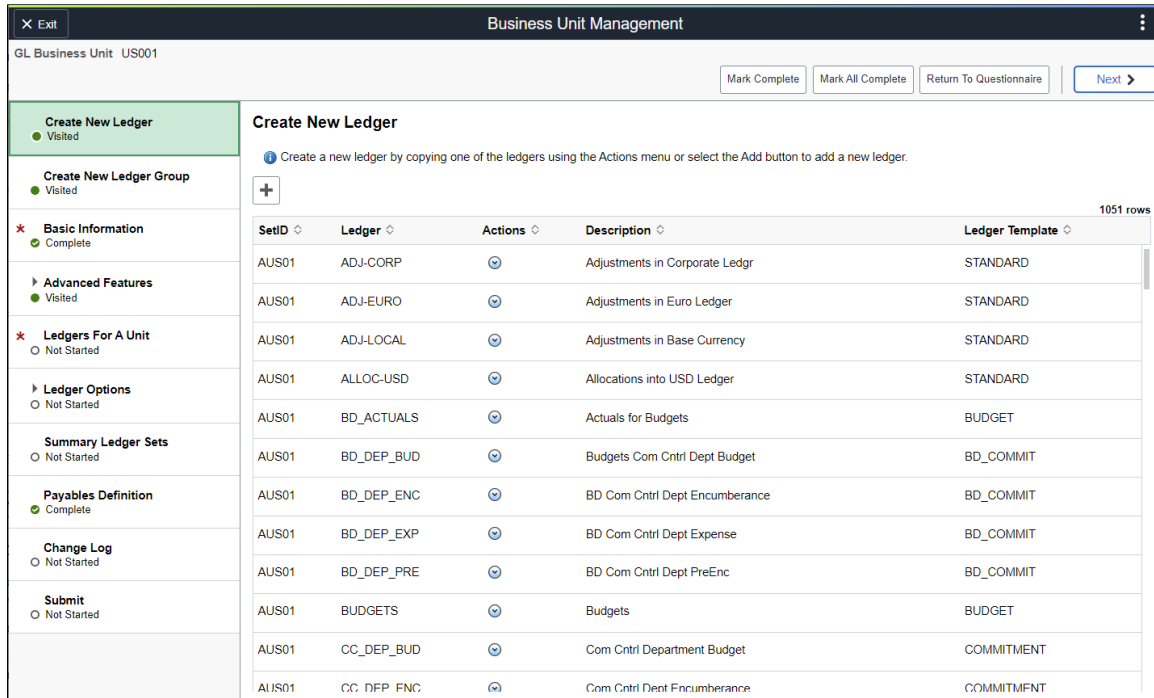 Exit
Business Unit Management
GL Business Unit US001
Mark Complete Mark All Complete Return To Questionnaire Next
Create New Ledger
Visited
Create New Ledger Group
Visited
* Basic Information
Complete
Advanced Features
Visited
* Ledgers For A Unit
Not Started
Ledger Options
Not Started
Summary Ledger Sets
Not Started
Payables Definition
Complete
Change Log
Not Started
Submit
Not Started
Create New Ledger
Create a new ledger by copying one of the ledgers using the Actions menu or select the Add button to add a new ledger.
1051 rows
SetID Ledger Actions Description Ledger Template
AUS01 ADJ-CORP Adjustments in Corporate Ledgr STANDARD
AUS01 ADJ-EURO Adjustments in Euro Ledger STANDARD
AUS01 ADJ-LOCAL Adjustments in Base Currency STANDARD
AUS01 ALLOC-USD Allocations into USD Ledger STANDARD
AUS01 BD_ACTUALS Actuals for Budgets BUDGET
AUS01 BD_DEP_BUD Budgets Com Cntrl Dept Budget BD_COMMIT
AUS01 BD_DEP_ENC BD Com Cntrl Dept Encumberance BD_COMMIT
AUS01 BD_DEP_EXP BD Com Cntrl Dept Expense BD_COMMIT
AUS01 BD_DEP_PRE BD Com Cntrl Dept PreEnc BD_COMMIT
AUS01 BUDGETS Budgets BUDGET
AUS01 CC_DEP_BUD Com Cntrl Department Budget COMMITMENT
AUS01 CC_DEP_ENC Com Cntrl Dept Encumberance COMMITMENT